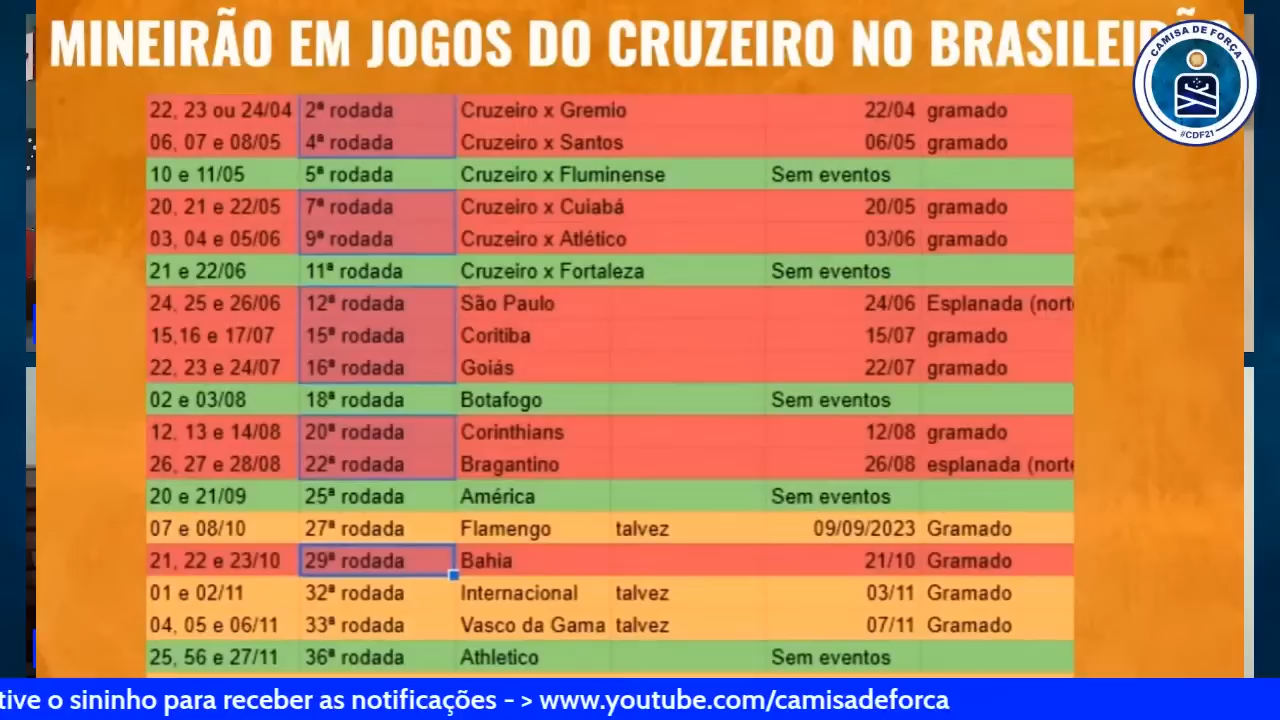 MINEIRÃO EM JOGOS DO CRUZEIRO NO BRASILEIRÃO
CAMISA DE FORÇA
#CDF21
22, 23 ou 24/04 2ª rodada Cruzeiro x Gremio 22/04 gramado
06, 07 e 08/05 4ª rodada Cruzeiro x Santos 06/05 gramado
10 e 11/05 5ª rodada Cruzeiro x Fluminense Sem eventos
20, 21 e 22/05 7ª rodada Cruzeiro x Cuiabá 20/05 gramado
03, 04 e 05/06 9ª rodada Cruzeiro x Atlético 03/06 gramado
21 e 22/06 11ª rodada Cruzeiro x Fortaleza Sem eventos
24, 25 e 26/06 12ª rodada São Paulo 24/06 Esplanada (norte
15,16 e 17/07 15ª rodada Coritiba 15/07 gramado
22, 23 e 24/07 16ª rodada Goiás 22/07 gramado
02 e 03/08 18ª rodada Botafogo Sem eventos
12, 13 e 14/08 20ª rodada Corinthians 12/08 gramado
26, 27 e 28/08 22ª rodada Bragantino 26/08 esplanada (norte
20 e 21/09 25ª rodada América Sem eventos
07 e 08/10 27ª rodada Flamengo talvez 09/09/2023 Gramado
21, 22 e 23/10 29ª rodada Bahia 21/10 Gramado
01 e 02/11 32ª rodada Internacional talvez 03/11 Gramado
04, 05 e 06/11 33ª rodada Vasco da Gama talvez 07/11 Gramado
25, 56 e 27/11 36ª rodada Athletico Sem eventos
tive o sininho para receber as notificações - > www.youtube.com/camisadeforca